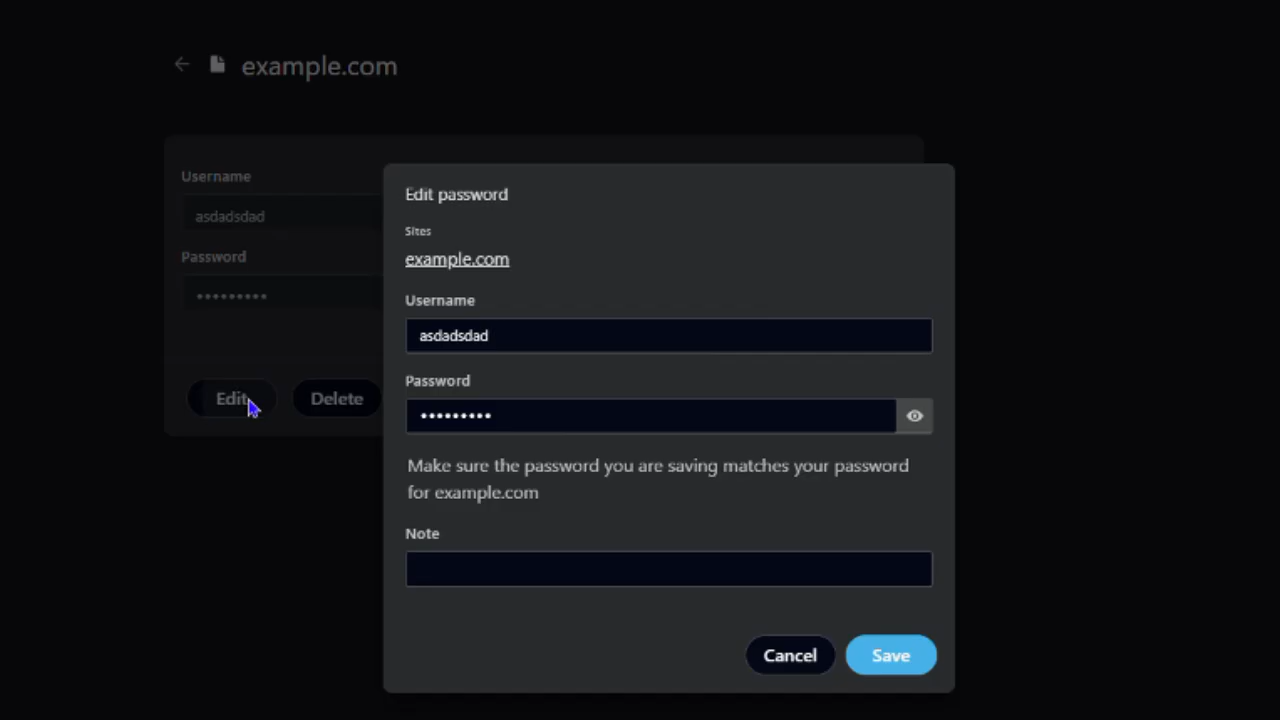 example.com
Username
asdadsdad
Password
•••••••••
Edit
Delete
Edit password
Sites
example.com
Username
asdadsdad
Password
•••••••••
Make sure the password you are saving matches your password
for example.com
Note
Cancel
Save